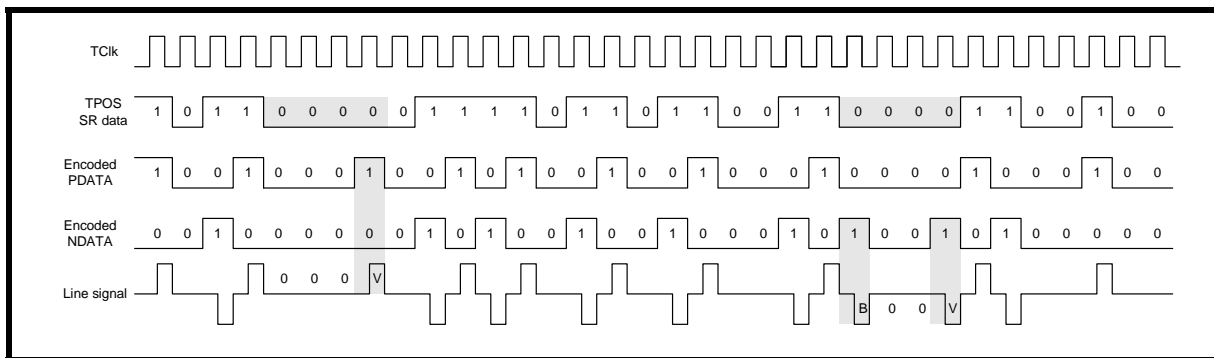 TClk
TPOS
SR data
1 0 1 1 0 0 0 0 0 1 1 1 1 0 1 1 0 1 1 0 0 1 1 0 0 0 0 1 1 0 0 1 0 0
Encoded
PDATA
1 0 0 1 0 0 0 1 0 0 1 0 1 0 0 1 0 0 1 0 0 0 1 0 0 0 0 1 0 0 0 1 0 0
Encoded
NDATA
0 0 1 0 0 0 0 0 0 1 0 1 0 0 1 0 0 1 0 0 0 1 0 1 0 0 1 0 1 0 0 0 0 0
Line signal
0 0 0 V B 0 0 V